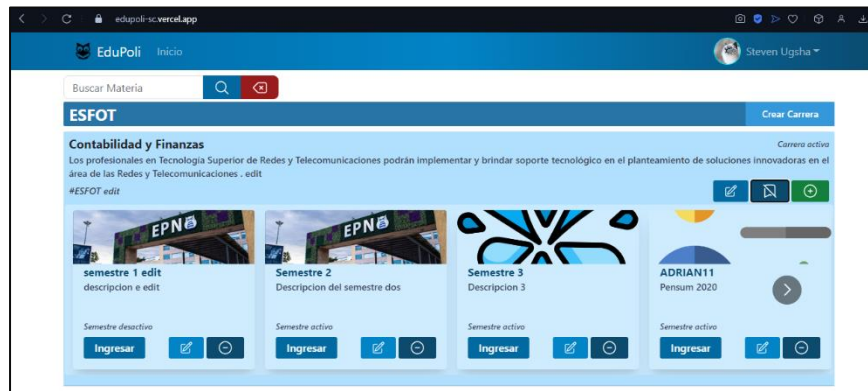 edupoli-sc.vercel.app
EduPoli Inicio Steven Ugsha
Buscar Materia
ESFOT Crear Carrera
Contabilidad y Finanzas Carrera activa
Los profesionales en Tecnología Superior de Redes y Telecomunicaciones podrán implementar y brindar soporte tecnológico en el planteamiento de soluciones innovadoras en el
área de las Redes y Telecomunicaciones . edit
#ESFOT edit
EPN EPN
semestre 1 edit Semestre 2 Semestre 3 ADRIAN11
descripcion e edit Descripcion del semestre dos Descripcion 3 Pensum 2020
Semestre desactivo Semestre activo Semestre activo Semestre activo
Ingresar Ingresar Ingresar Ingresar